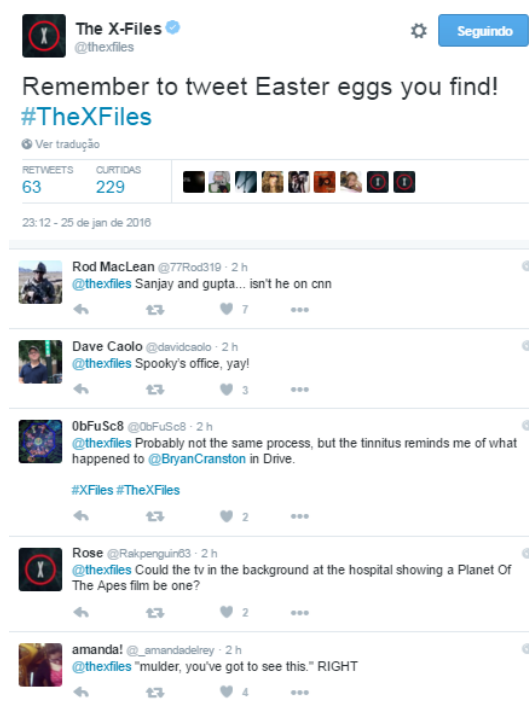 The X-Files
@thexfiles
Seguindo
Remember to tweet Easter eggs you find!
#TheXFiles
Ver tradução
RETWEETS CURTIDAS
63 229
23:12 - 25 de jan de 2016
Rod MacLean @77Rod319 · 2 h
@thexfiles Sanjay and gupta... isn't he on cnn
7
Dave Caolo @davidcaolo · 2 h
@thexfiles Spooky's office, yay!
3
0bFuSc8 @0bFuSc8 · 2 h
@thexfiles Probably not the same process, but the tinnitus reminds me of what
happened to @BryanCranston in Drive.
#XFiles #TheXFiles
2
Rose @Rakpenguin63 · 2 h
@thexfiles Could the tv in the background at the hospital showing a Planet Of
The Apes film be one?
2
amanda! @_amandadelrey · 2 h
@thexfiles "mulder, you've got to see this." RIGHT
4